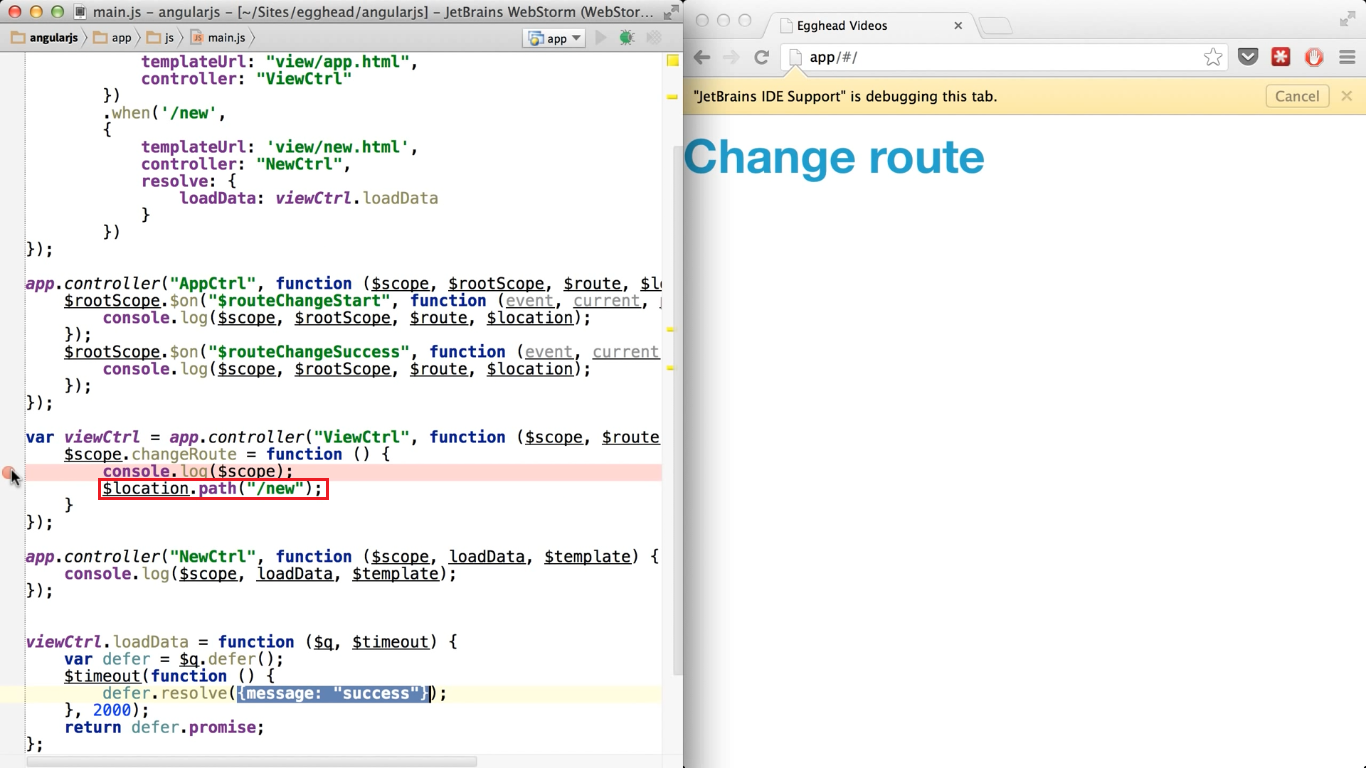 main.js – angularjs – [~/Sites/egghead/angularjs] – JetBrains WebStorm (WebStor...
angularjs app js main.js
app
templateUrl: "view/app.html",
controller: "ViewCtrl"
})
.when('/new',
{
templateUrl: 'view/new.html',
controller: "NewCtrl",
resolve: {
loadData: viewCtrl.loadData
}
})
});
app.controller("AppCtrl", function ($scope, $rootScope, $route, $lo
$rootScope.$on("$routeChangeStart", function (event, current,
console.log($scope, $rootScope, $route, $location);
});
$rootScope.$on("$routeChangeSuccess", function (event, current
console.log($scope, $rootScope, $route, $location);
});
});
var viewCtrl = app.controller("ViewCtrl", function ($scope, $route
$scope.changeRoute = function () {
console.log($scope);
$location.path("/new");
}
});
app.controller("NewCtrl", function ($scope, loadData, $template) {
console.log($scope, loadData, $template);
});
viewCtrl.loadData = function ($q, $timeout) {
var defer = $q.defer();
$timeout(function () {
defer.resolve({message: "success"});
}, 2000);
return defer.promise;
};
Egghead Videos
app/#/
"JetBrains IDE Support" is debugging this tab.
Cancel
Change route